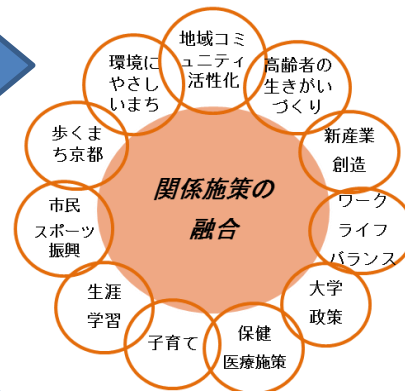 地域コミ
ュニティ
活性化
高齢者の
生きがい
づくり
新産業
創造
ワーク
ライフ
バランス
大学
政策
保健
医療施策
子育て
生涯
学習
市民
スポーツ
振興
歩くま
ち京都
環境に
やさし
いまち
関係施策の
融合